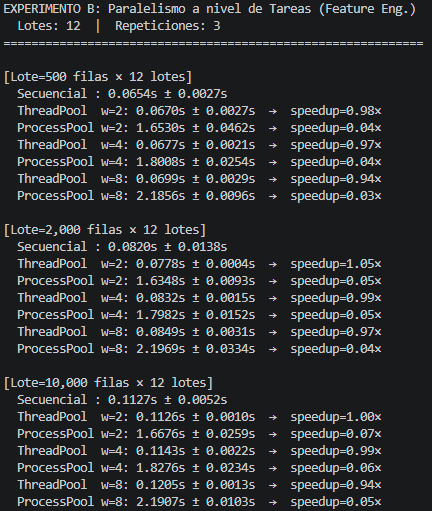 EXPERIMENTO B: Paralelismo a nivel de Tareas (Feature Eng.)
  Lotes: 12  |  Repeticiones: 3
============================================================
[Lote=500 filas × 12 lotes]
  Secuencial : 0.0654s ± 0.0027s
  ThreadPool  w=2: 0.0670s ± 0.0027s  →  speedup=0.98×
  ProcessPool w=2: 1.6530s ± 0.0462s  →  speedup=0.04×
  ThreadPool  w=4: 0.0677s ± 0.0021s  →  speedup=0.97×
  ProcessPool w=4: 1.8008s ± 0.0254s  →  speedup=0.04×
  ThreadPool  w=8: 0.0699s ± 0.0029s  →  speedup=0.94×
  ProcessPool w=8: 2.1856s ± 0.0096s  →  speedup=0.03×
[Lote=2,000 filas × 12 lotes]
  Secuencial : 0.0820s ± 0.0138s
  ThreadPool  w=2: 0.0778s ± 0.0004s  →  speedup=1.05×
  ProcessPool w=2: 1.6348s ± 0.0093s  →  speedup=0.05×
  ThreadPool  w=4: 0.0832s ± 0.0015s  →  speedup=0.99×
  ProcessPool w=4: 1.7982s ± 0.0152s  →  speedup=0.05×
  ThreadPool  w=8: 0.0849s ± 0.0031s  →  speedup=0.97×
  ProcessPool w=8: 2.1969s ± 0.0334s  →  speedup=0.04×
[Lote=10,000 filas × 12 lotes]
  Secuencial : 0.1127s ± 0.0052s
  ThreadPool  w=2: 0.1126s ± 0.0010s  →  speedup=1.00×
  ProcessPool w=2: 1.6676s ± 0.0259s  →  speedup=0.07×
  ThreadPool  w=4: 0.1143s ± 0.0022s  →  speedup=0.99×
  ProcessPool w=4: 1.8276s ± 0.0234s  →  speedup=0.06×
  ThreadPool  w=8: 0.1205s ± 0.0013s  →  speedup=0.94×
  ProcessPool w=8: 2.1907s ± 0.0103s  →  speedup=0.05×